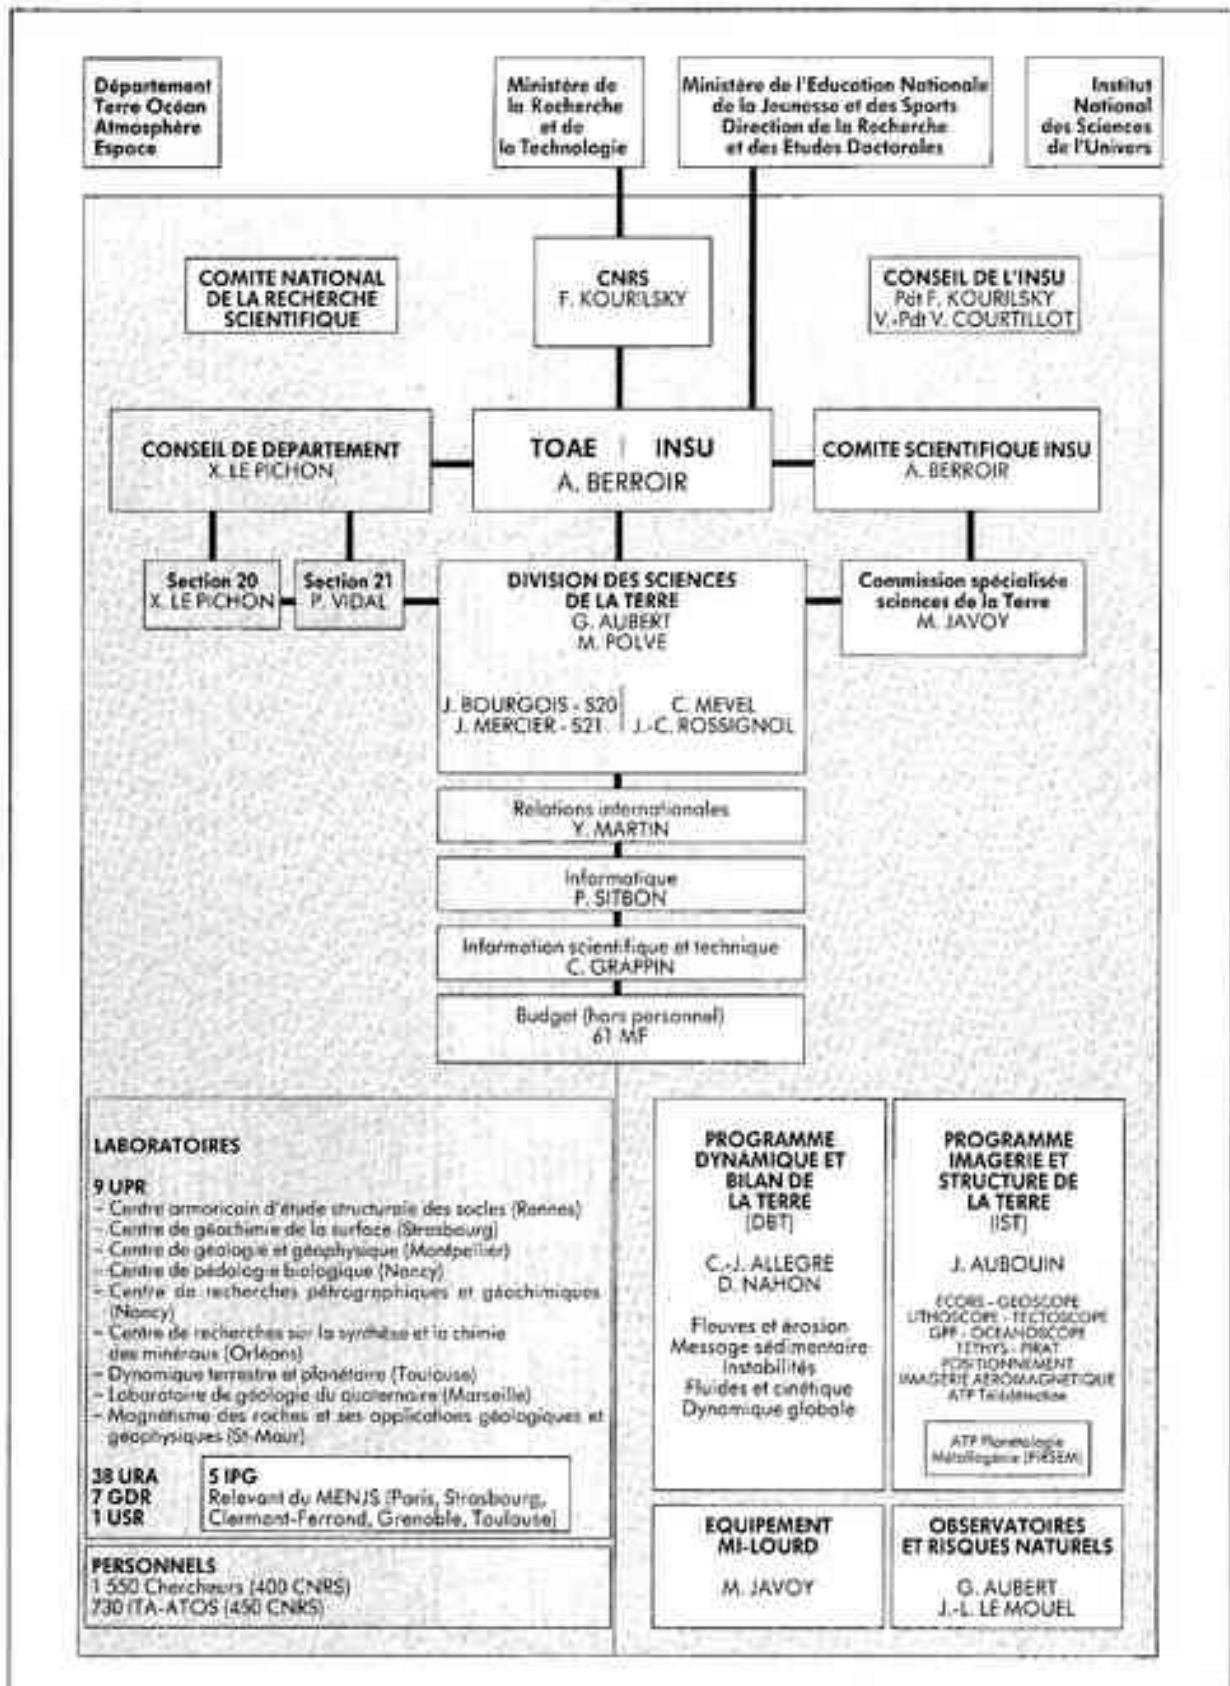 Département
Terre Océan
Atmosphère
Espace
Ministère de
la Recherche
et de
la Technologie
Ministère de l'Education Nationale
de la Jeunesse et des Sports
Direction de la Recherche
et des Etudes Doctorales
Institut
National
des Sciences
de l'Univers
COMITE NATIONAL
DE LA RECHERCHE
SCIENTIFIQUE
CNRS
F. KOURILSKY
CONSEIL DE L'INSU
Pdt F. KOURILSKY
V.-Pdt V. COURTILLOT
CONSEIL DE DEPARTEMENT
X. LE PICHON
TOAE INSU
A. BERROIR
COMITE SCIENTIFIQUE INSU
A. BERROIR
Section 20
X. LE PICHON
Section 21
P. VIDAL
DIVISION DES SCIENCES
DE LA TERRE
G. AUBERT
M. POLVE
J. BOURGOIS - S20
J. MERCIER - S21
C. MEVEL
J.-C. ROSSIGNOL
Commission spécialisée
sciences de la Terre
M. JAVOY
Relations internationales
Y. MARTIN
Informatique
P. SITBON
Information scientifique et technique
C. GRAPPIN
Budget (hors personnel)
61 MF
LABORATOIRES
9 UPR
– Centre armoricain d'étude structurale des socles (Rennes)
– Centre de géochimie de la surface (Strasbourg)
– Centre de géologie et géophysique (Montpellier)
– Centre de pédologie biologique (Nancy)
– Centre de recherches pétrographiques et géochimiques
(Nancy)
– Centre de recherches sur la synthèse et la chimie
des minéraux (Orléans)
– Dynamique terrestre et planétaire (Toulouse)
– Laboratoire de géologie du quaternaire (Marseille)
– Magnétisme des roches et ses applications géologiques et
géophysiques (St-Maur)
38 URA
7 GDR
1 USR
5 IPG
Relevant du MENJS (Paris, Strasbourg,
Clermont-Ferrand, Grenoble, Toulouse)
PERSONNELS
1 550 Chercheurs (400 CNRS)
730 ITA-ATOS (450 CNRS)
PROGRAMME
DYNAMIQUE ET
BILAN DE
LA TERRE
(DBT)
C.-J. ALLEGRE
D. NAHON
Fleuves et érosion
Message sédimentaire
Instabilités
Fluides et cinétique
Dynamique globale
PROGRAMME
IMAGERIE ET
STRUCTURE DE
LA TERRE
(IST)
J. AUBOUIN
ECORS - GEOSCOPE
LITHOSCOPE - TECTOSCOPE
GPF - OCEANOSCOPE
TETHYS - PIRAT
POSITIONNEMENT
IMAGERIE AEROMAGNETIQUE
ATP Télédétection
ATP Planétologie
Métallogénie (PIRSEM)
EQUIPEMENT
MI-LOURD
M. JAVOY
OBSERVATOIRES
ET RISQUES NATURELS
G. AUBERT
J.-L. LE MOUEL